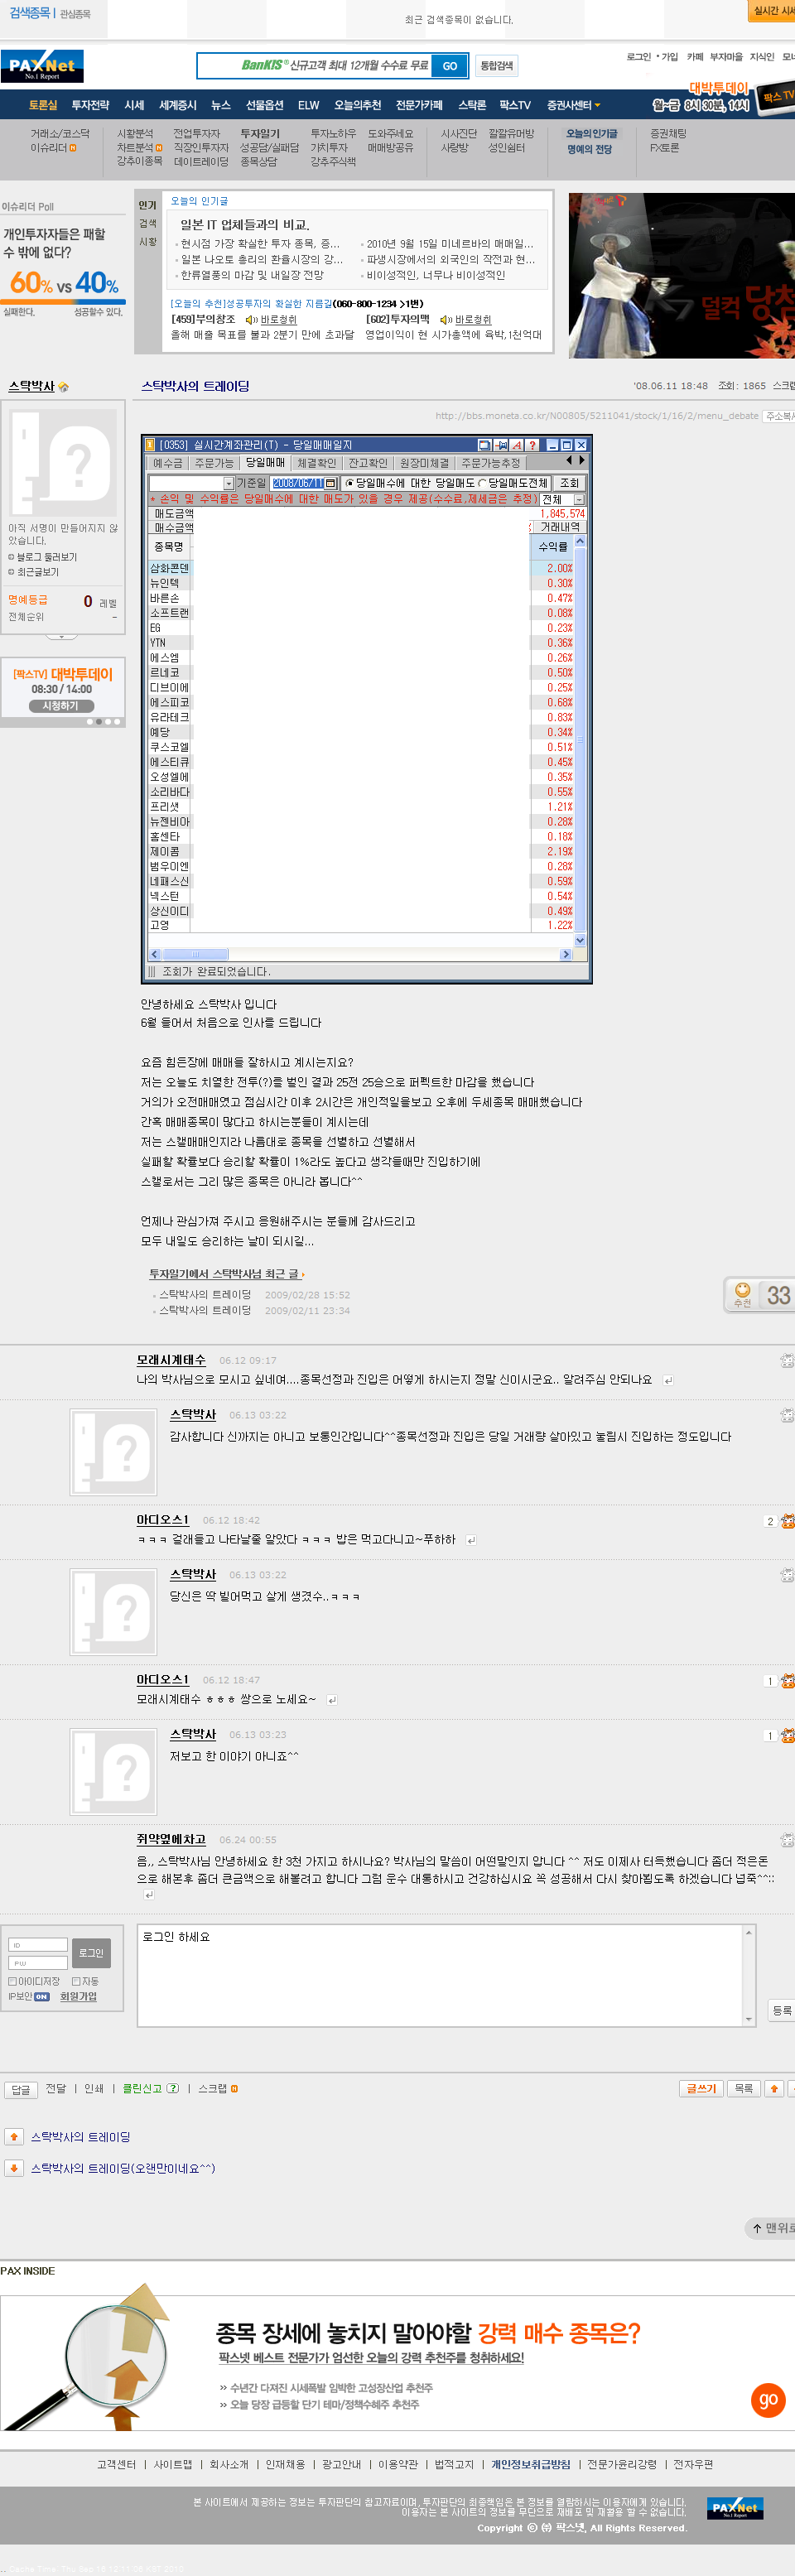 검색종목 | 관심종목
최근 검색종목이 없습니다.
실시간 시세
PAXNet
No.1 Report
BanKIS® 신규고객 최대 12개월 수수료 무료 GO 통합검색
로그인 • 가입 카페 부자마을 지식인 모네
대박투데이
월~금 8시 30분, 14시
팍스 TV
토론실 투자전략 시세 세계증시 뉴스 선물옵션 ELW 오늘의추천 전문가카페 스탁론 팍스TV 증권사센터
거래소/코스닥 시황분석 전업투자자 투자일기 투자노하우 도와주세요 시사진단 깔깔유머방 오늘의 인기글 증권채팅
이슈리더 차트분석 직장인투자자 성공담/실패담 가치투자 매매방공유 사랑방 성인쉼터 명예의 전당 FX토론
강추이종목 데이트레이딩 종목상담 강추주식책
이슈리더 Poll
개인투자자들은 패할
수 밖에 없다?
60% vs 40%
실패한다. 성공할수 있다.
인기
검색
시황
오늘의 인기글
일본 IT 업체들과의 비교.
현시점 가장 확실한 투자 종목, 증...
2010년 9월 15일 미네르바의 매매일...
일본 나오토 총리의 환율시장의 강...
파생시장에서의 외국인의 작전과 현...
한류열풍의 마감 및 내일장 전망
비이성적인, 너무나 비이성적인
[오늘의 추천]성공투자의 확실한 지름길(060-800-1234 >1번)
[459]부의창조 바로청취
[602]투자의맥 바로청취
올해 매출 목표를 불과 2분기 만에 초과달
영업이익이 현 시가총액에 육박,1천억대
덜컥 당첨
스탁박사
스탁박사의 트레이딩
'08.06.11 18:48 조회: 1865 스크랩
http://bbs.moneta.co.kr/N00805/5211041/stock/1/16/2/menu_debate 주소복사
아직 서명이 만들어지지 않
았습니다.
블로그 둘러보기
최근글보기
명예등급 0 레벨
전체순위 -
[팍스TV] 대박투데이
08:30 / 14:00
시청하기
[0353] 실시간계좌관리(T) - 당일매매일지
예수금 주문가능 당일매매 체결확인 잔고확인 원장미체결 주문가능추정
기준일 2008/06/11 당일매수에 대한 당일매도 당일매도전체 조회
* 손익 및 수익률은 당일매수에 대한 매도가 있을 경우 제공(수수료,제세금은 추정) 전체
매도금액 1,845,574
매수금액 % 거래내역
종목명 수익률
삼화콘덴 2.00%
뉴인텍 0.30%
바른손 0.47%
소프트랜 0.08%
EG 0.23%
YTN 0.36%
에스엠 0.26%
르네코 0.50%
디브이에 0.25%
에스피코 0.68%
유라테크 0.83%
예당 0.34%
쿠스코엘 0.51%
에스티큐 0.45%
오성엘에 0.35%
소리바다 0.55%
프리샛 1.21%
뉴젠비아 0.28%
홈센타 0.18%
제이콤 2.19%
범우이엔 0.28%
네패스신 0.59%
넥스턴 0.54%
상신이디 0.09%
고영 1.22%
조회가 완료되었습니다.
안녕하세요 스탁박사 입니다
6월 들어서 처음으로 인사를 드립니다
요즘 힘든장에 매매들 잘하시고 계시는지요?
저는 오늘도 치열한 전투(?)를 벌인 결과 25전 25승으로 퍼펙트한 마감을 했습니다
거의가 오전매매였고 점심시간 이후 2시간은 개인적일을보고 오후에 두세종목 매매했습니다
간혹 매매종목이 많다고 하시는분들이 계시는데
저는 스캘매매인지라 나름대로 종목을 선별하고 선별해서
실패할 확률보다 승리할 확률이 1%라도 높다고 생각들때만 진입하기에
스캘로서는 그리 많은 종목은 아니라 봅니다^^
언제나 관심가져 주시고 응원해주시는 분들께 감사드리고
모두 내일도 승리하는 날이 되시길...
투자일기에서 스탁박사님 최근 글
스탁박사의 트레이딩 2009/02/28 15:52
스탁박사의 트레이딩 2009/02/11 23:34
추천 33
모래시계태수 06.12 09:17
나의 박사님으로 모시고 싶네여....종목선정과 진입은 어떻게 하시는지 정말 신이시군요.. 알려주심 안되나요
스탁박사 06.13 03:22
감사합니다 신까지는 아니고 보통인간입니다^^종목선정과 진입은 당일 거래량 살아있고 눌림시 진입하는 정도입니다
마디오스1 06.12 18:42
2
ㅋㅋㅋ 걸래들고 나타날줄 알았다 ㅋㅋㅋ 밥은 먹고다니고~푸하하
스탁박사 06.13 03:22
당신은 딱 빌어먹고 살게 생겼수..ㅋㅋㅋ
마디오스1 06.12 18:47
1
모래시계태수 ㅎㅎㅎ 쌍으로 노세요~
스탁박사 06.13 03:23
1
저보고 한 이야기 아니죠^^
쥐약옆에차고 06.24 00:55
음,, 스탁박사님 안녕하세요 한 3천 가지고 하시나요? 박사님의 말씀이 어떤말인지 압니다 ^^ 저도 이제사 터득했습니다 좀더 적은돈
으로 해본후 좀더 큰금액으로 해볼려고 합니다 그럼 운수 대통하시고 건강하십시요 꼭 성공해서 다시 찾아뵙도록 하겠습니다 넙죽^^::
ID
PW
로그인
아이디저장 자동
IP보안 ON 회원가입
로그인 하세요
등록
답글 전달 | 인쇄 | 클린신고 ? | 스크랩
글쓰기 목록
스탁박사의 트레이딩
스탁박사의 트레이딩(오랜만이네요^^)
↑ 맨위로
PAX INSIDE
종목 장세에 놓치지 말아야할 강력 매수 종목은?
팍스넷 베스트 전문가가 엄선한 오늘의 강력 추천주를 청취하세요!
>> 수년간 다져진 시세폭발 임박한 고성장산업 추천주
>> 오늘 당장 급등할 단기 테마/정책수혜주 추천주
go
고객센터 | 사이트맵 | 회사소개 | 인재채용 | 광고안내 | 이용약관 | 법적고지 | 개인정보취급방침 | 전문가윤리강령 | 전자우편
본 사이트에서 제공하는 정보는 투자판단의 참고자료이며, 투자판단의 최종책임은 본 정보를 열람하시는 이용자에게 있습니다.
이용자는 본 사이트의 정보를 무단으로 재배포 및 재활용 할 수 없습니다.
Copyright ⓒ ㈜ 팍스넷, All Rights Reserved.
PAXNet
No.1 Report